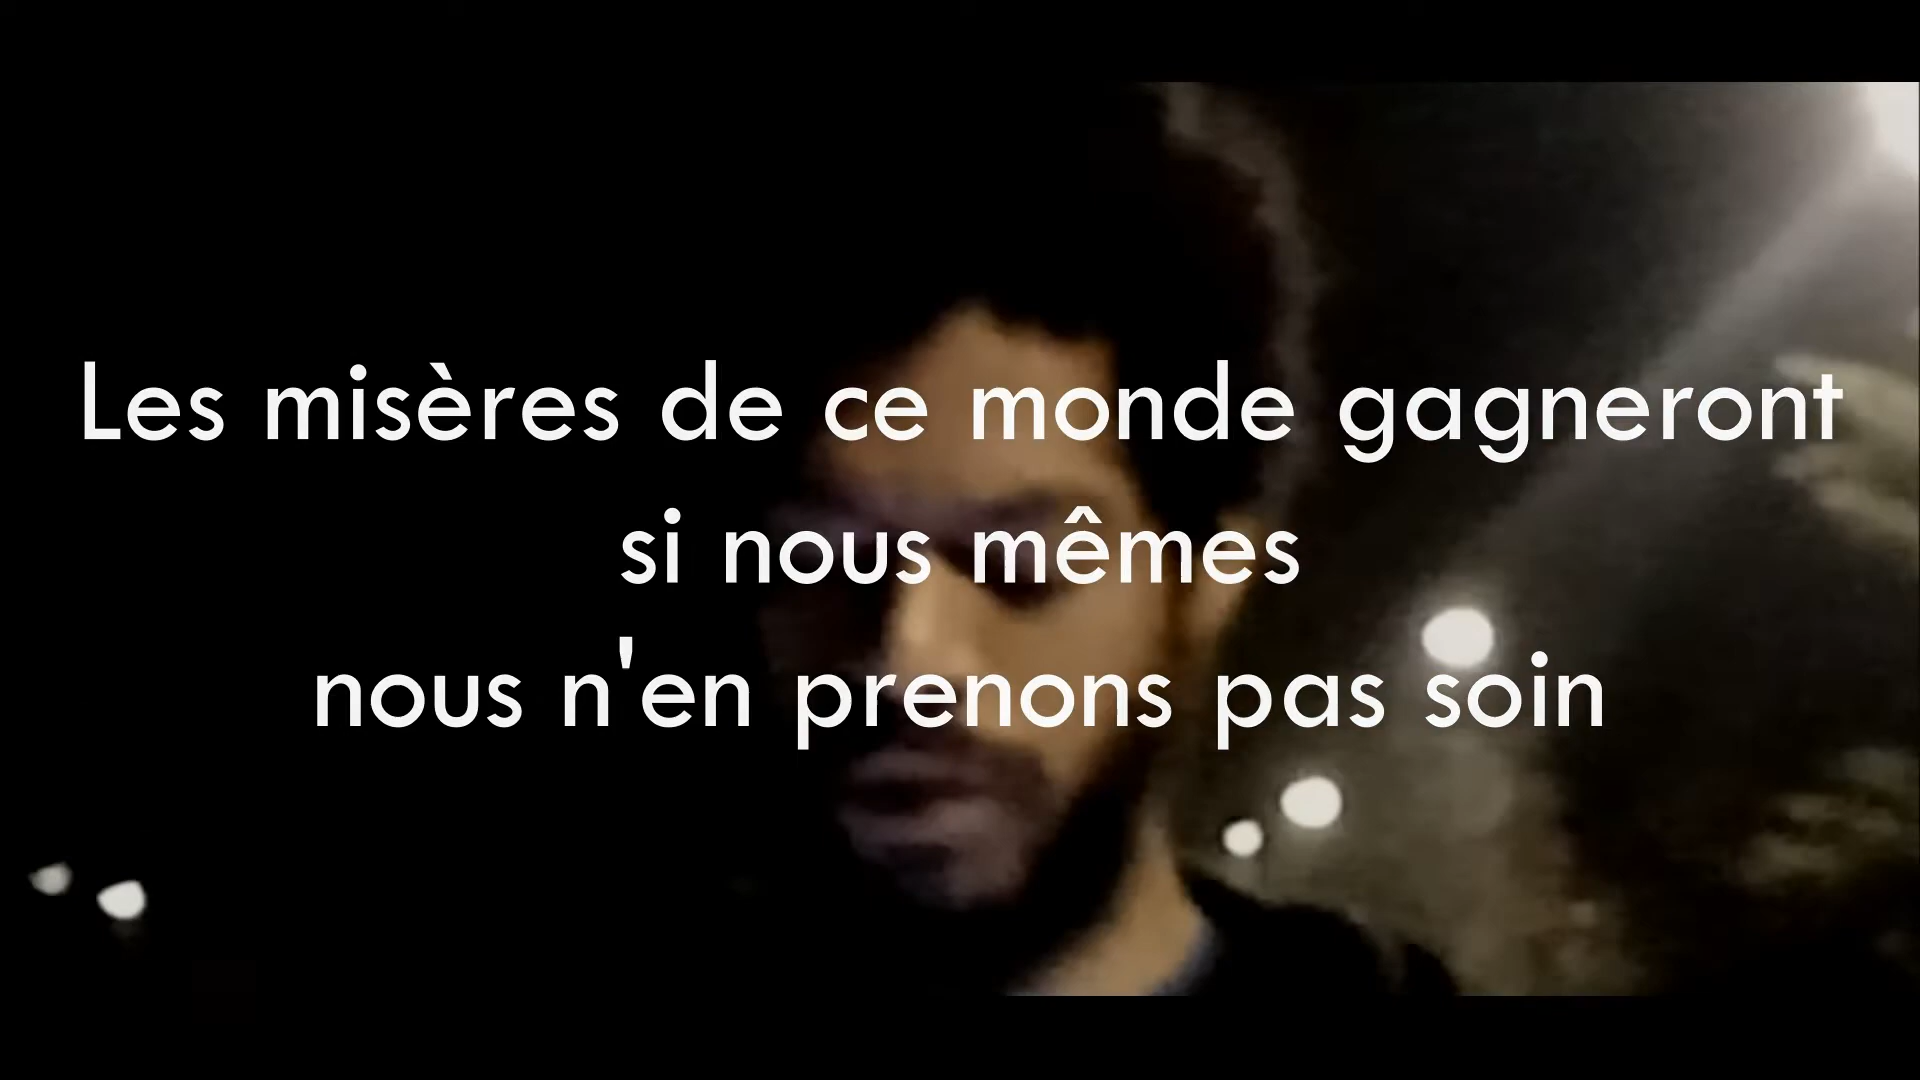 Les misères de ce monde gagneront
si nous mêmes
nous n'en prenons pas soin